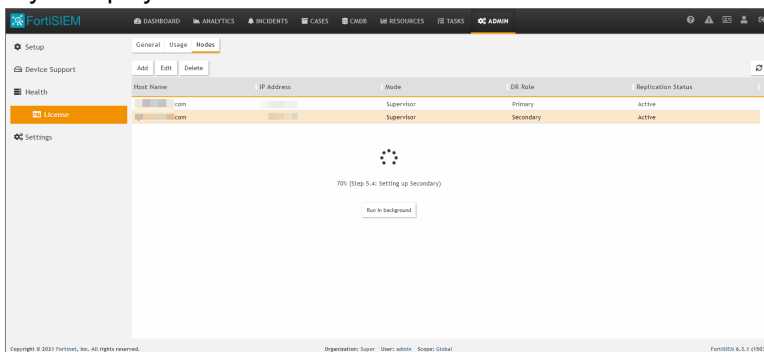 FortiSIEM DASHBOARD ANALYTICS INCIDENTS CASES CMDB RESOURCES TASKS ADMIN
Setup
Device Support
Health
License
Settings
General Usage Nodes
Add Edit Delete
Host Name IP Address Mode DR Role Replication Status
com Supervisor Primary Active
com Supervisor Secondary Active
70% (Step 5.4: Setting up Secondary)
Run in background
Copyright © 2021 Fortinet, Inc. All rights reserved. Organization: Super User: admin Scope: Global FortiSIEM 6.3.1